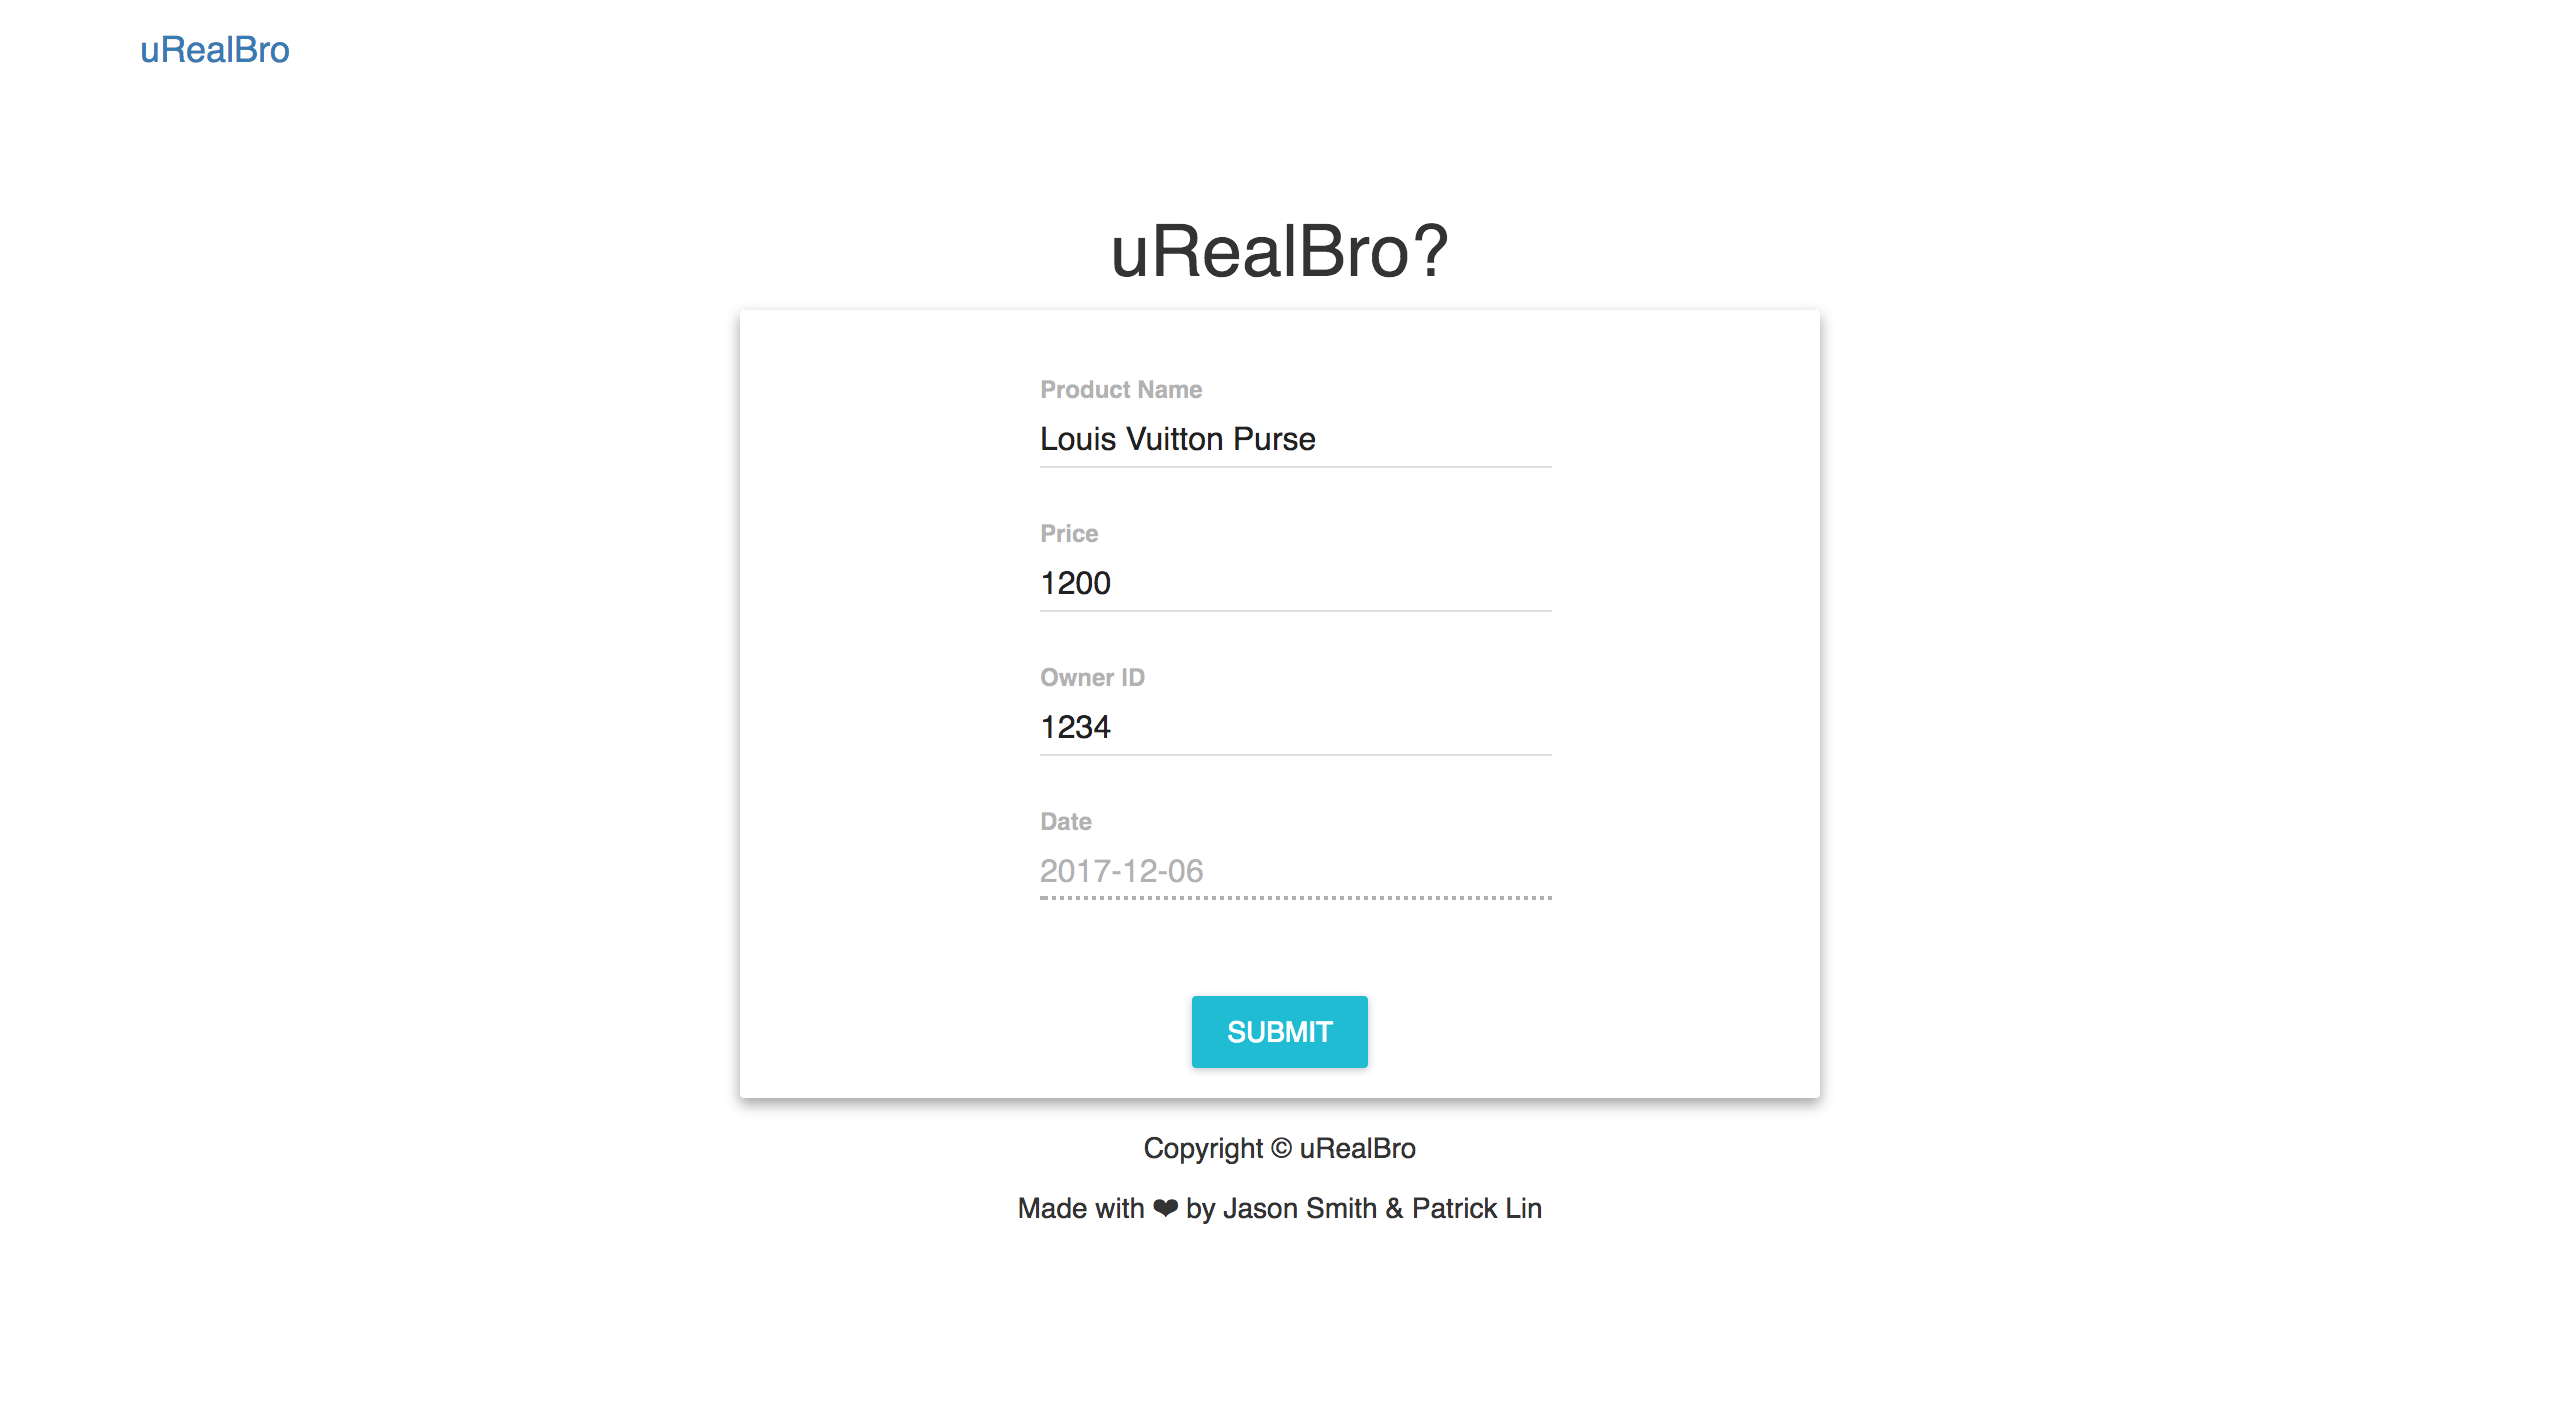 uRealBro
uRealBro?
Product Name
Louis Vuitton Purse
Price
1200
Owner ID
1234
Date
2017-12-06
SUBMIT
Copyright © uRealBro
Made with ❤ by Jason Smith & Patrick Lin